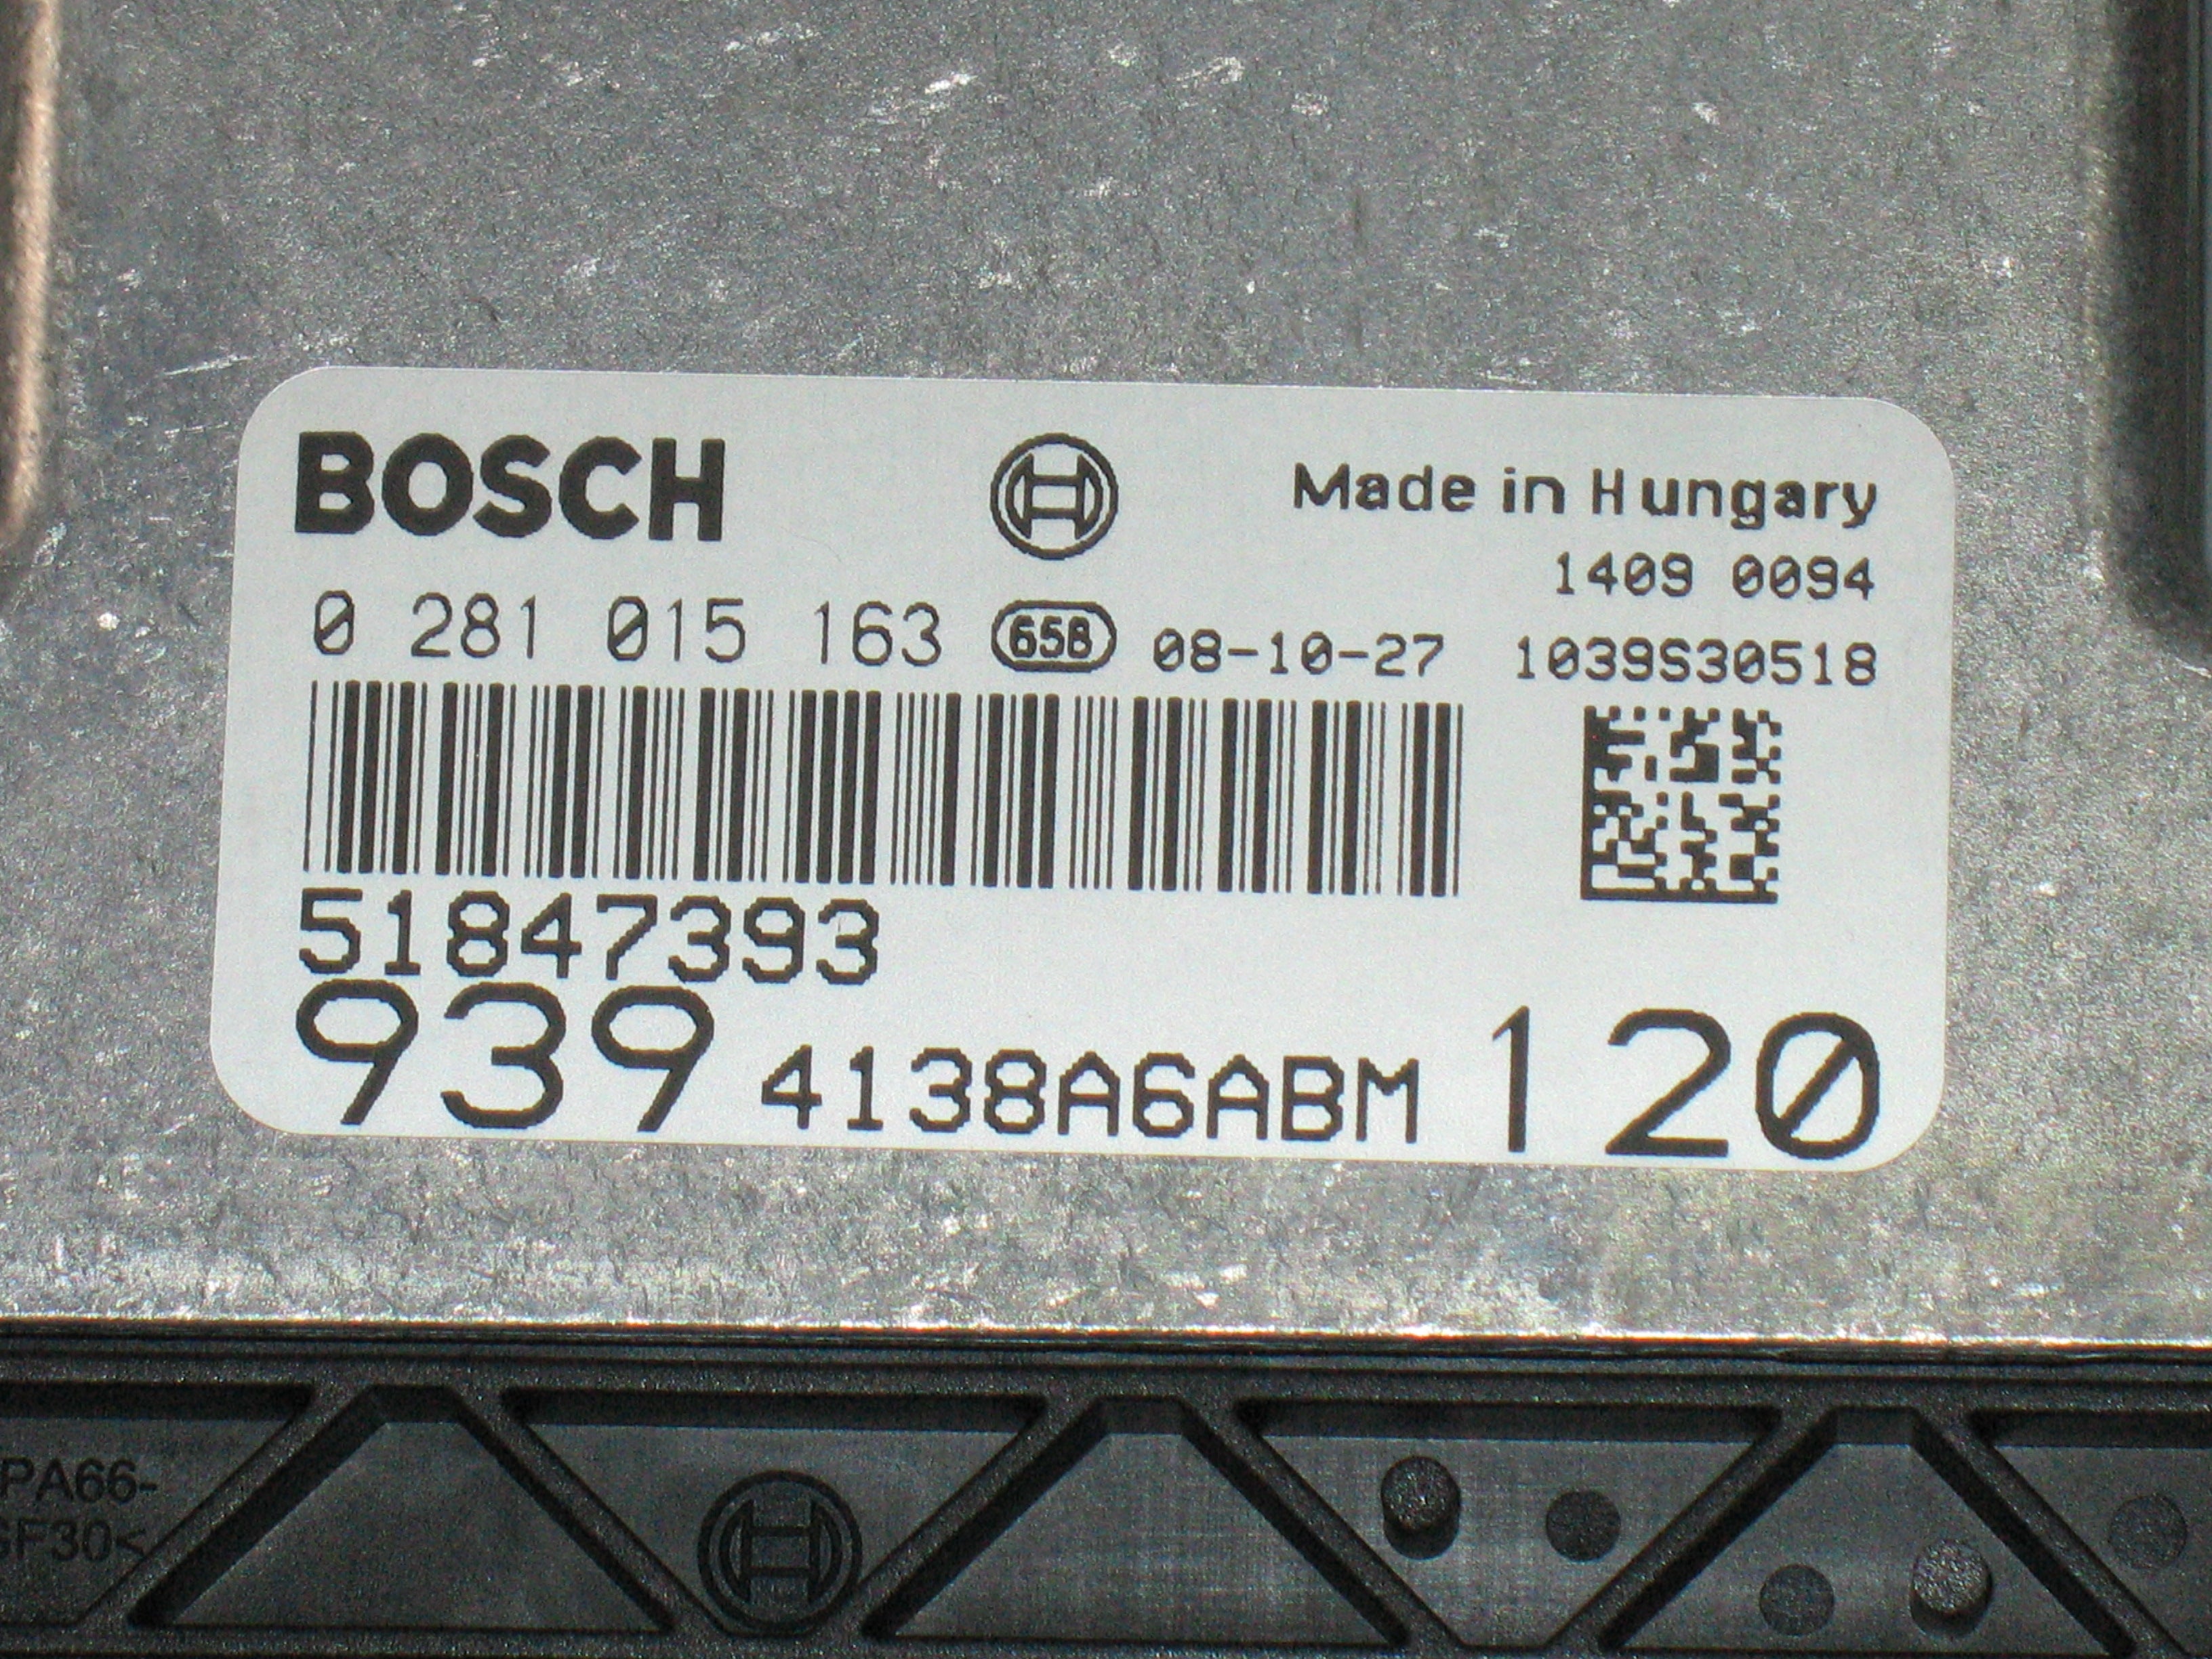 BOSCH Made in Hungary
1409 0094
0 281 015 163 658 08-10-27 1039S30518
51847393
939 4138A6ABM 120
PA66-
GF30<